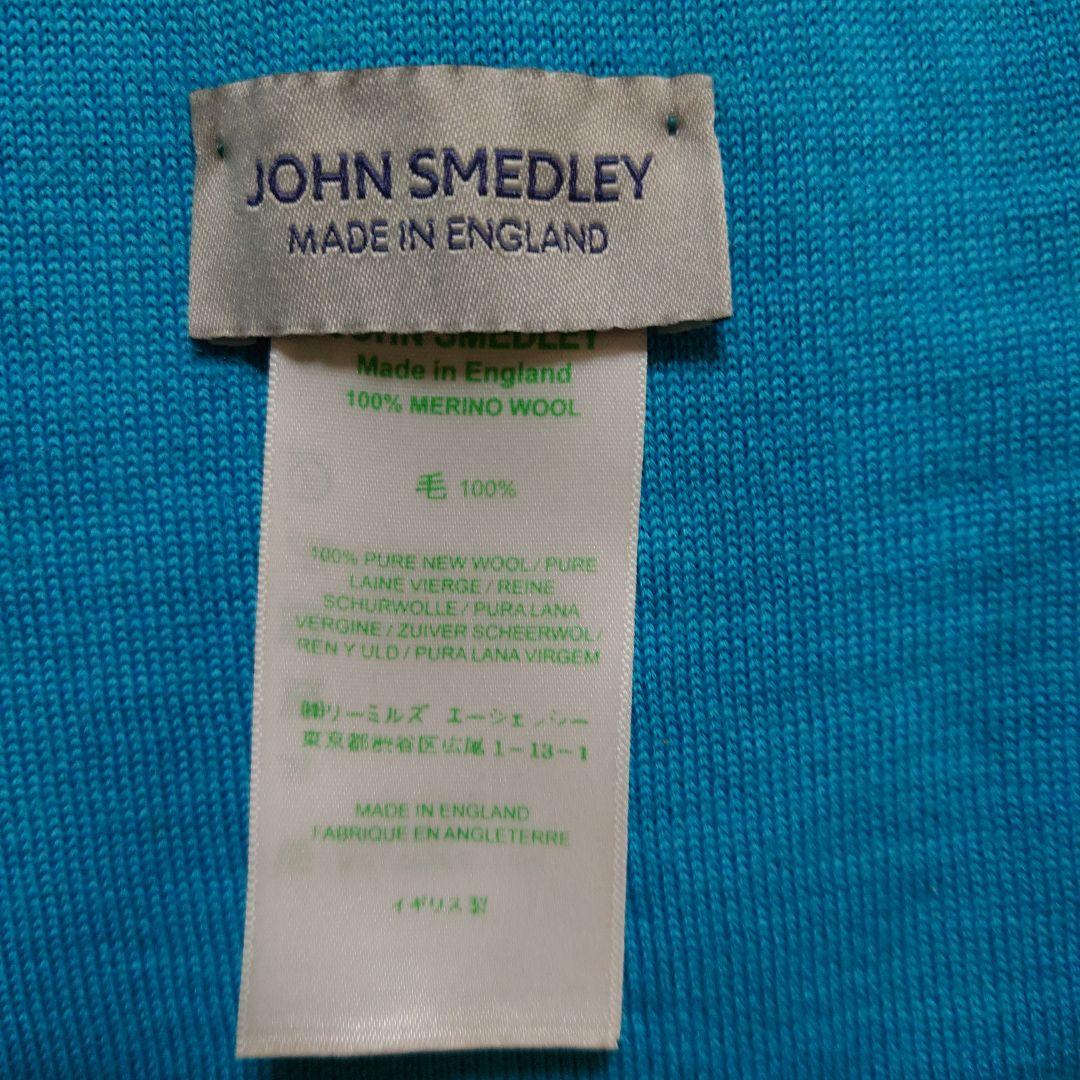 JOHN SMEDLEY
MADE IN ENGLAND
JOHN SMEDLEY
Made in England
100% MERINO WOOL
毛 100%
100% PURE NEW WOOL / PURE
LAINE VIERGE / REINE
SCHURWOLLE / PURA LANA
VERGINE / ZUIVER SCHEERWOL /
REN Y ULD / PURA LANA VIRGEM
㈱リーミルズ エージェンシー
東京都渋谷区広尾 1-13-1
MADE IN ENGLAND
FABRIQUE EN ANGLETERRE
イギリス製